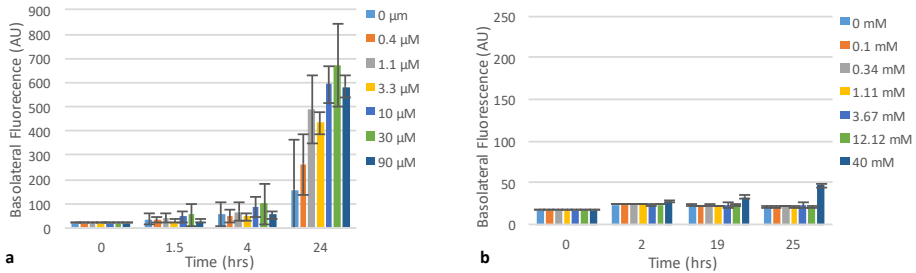 900
800
700
600
500
400
300
200
100
0
Basolateral Fluorecence (AU)
0
1.5
4
24
Time (hrs)
0 µm
0.4 µM
1.1 µM
3.3 µM
10 µM
30 µM
90 µM
a
250
200
150
100
50
0
Basolateral Fluorescence (AU)
0
2
19
25
Time (hrs)
0 mM
0.1 mM
0.34 mM
1.11 mM
3.67 mM
12.12 mM
40 mM
b